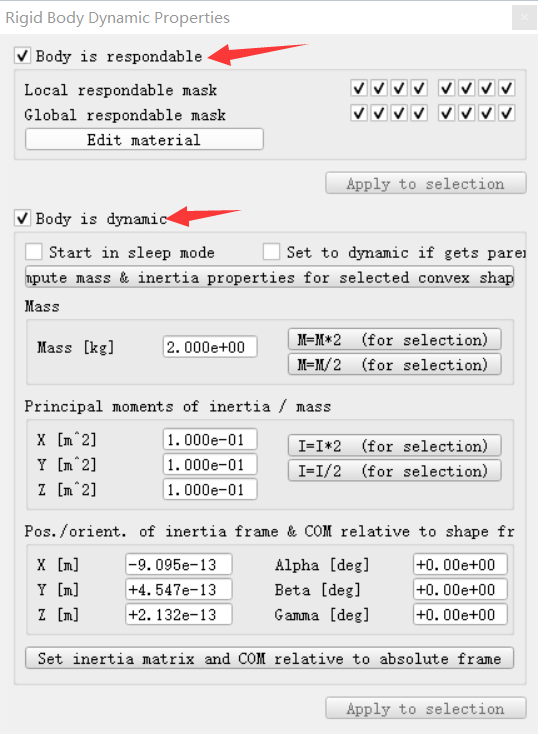 Rigid Body Dynamic Properties
Body is respondable
Local respondable mask
Global respondable mask
Edit material
Apply to selection
Body is dynamic
Start in sleep mode Set to dynamic if gets paren
mpute mass & inertia properties for selected convex shap
Mass
Mass [kg] 2.000e+00 M=M*2 (for selection)
M=M/2 (for selection)
Principal moments of inertia / mass
X [m^2] 1.000e-01 I=I*2 (for selection)
Y [m^2] 1.000e-01 I=I/2 (for selection)
Z [m^2] 1.000e-01
Pos./orient. of inertia frame & COM relative to shape fr
X [m] -9.095e-13 Alpha [deg] +0.00e+00
Y [m] +4.547e-13 Beta [deg] +0.00e+00
Z [m] +2.132e-13 Gamma [deg] +0.00e+00
Set inertia matrix and COM relative to absolute frame
Apply to selection